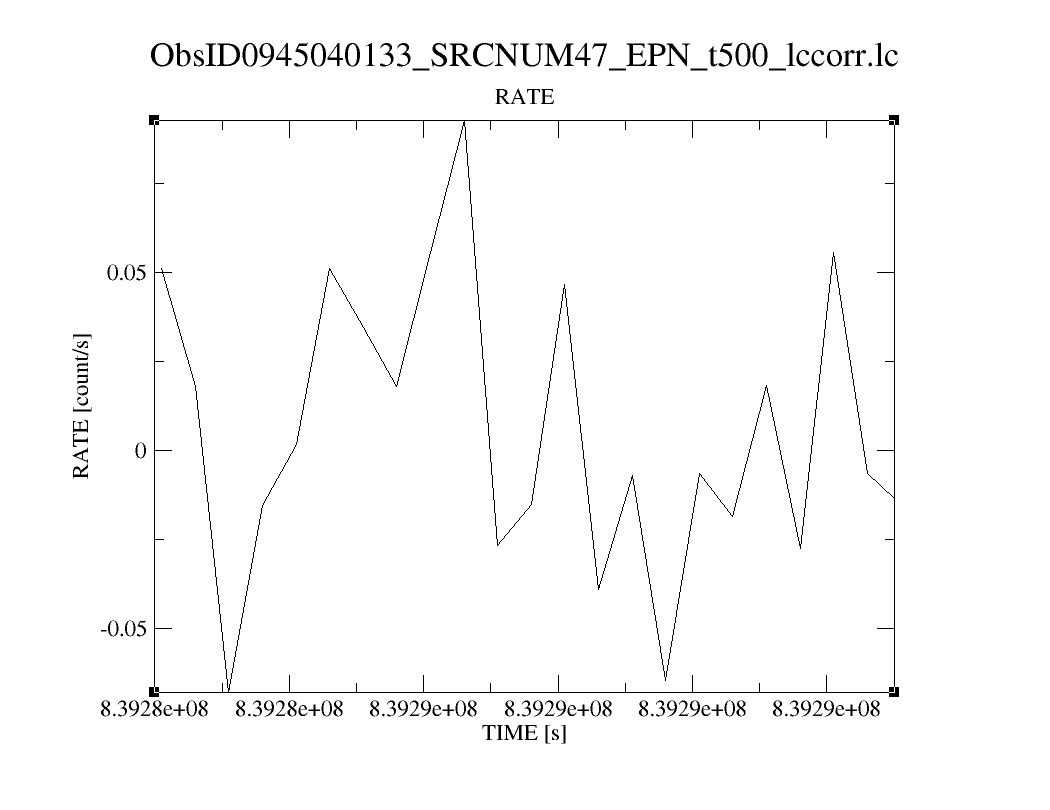 ObsID0945040133_SRCNUM47_EPN_t500_lccorr.lc
RATE
RATE [count/s]
0.05
0
-0.05
8.3928e+08 8.3928e+08 8.3929e+08 8.3929e+08 8.3929e+08 8.3929e+08
TIME [s]